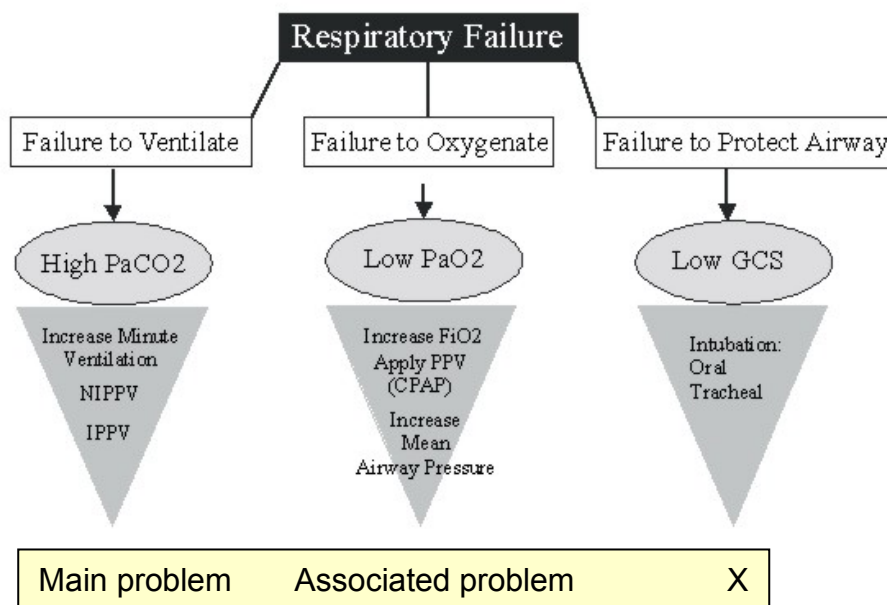 Respiratory Failure
Failure to Ventilate
Failure to Oxygenate
Failure to Protect Airway
High PaCO2
Low PaO2
Low GCS
Increase Minute
Ventilation
NIPPV
IPPV
Increase FiO2
Apply PPV
(CPAP)
Increase
Mean
Airway Pressure
Intubation:
Oral
Tracheal
Main problem Associated problem X